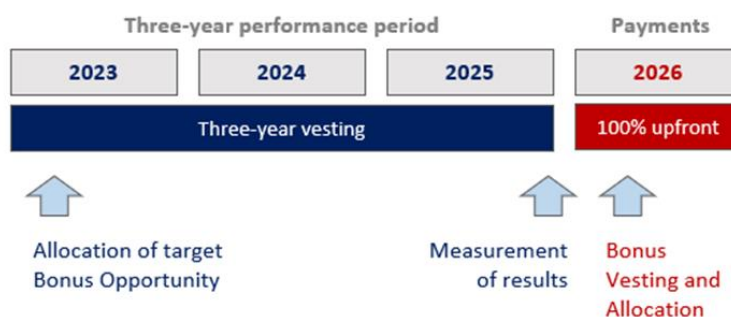 Three-year performance period
Payments
2023
2024
2025
2026
Three-year vesting
100% upfront
Allocation of target
Bonus Opportunity
Measurement
of results
Bonus
Vesting and
Allocation